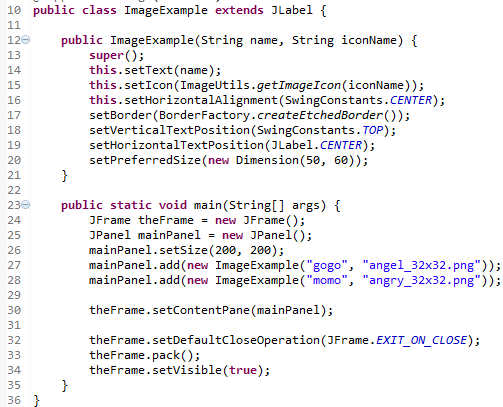 10 public class ImageExample extends JLabel {
11
12 public ImageExample(String name, String iconName) {
13 super();
14 this.setText(name);
15 this.setIcon(ImageUtils.getImageIcon(iconName));
16 this.setHorizontalAlignment(SwingConstants.CENTER);
17 setBorder(BorderFactory.createEtchedBorder());
18 setVerticalTextPosition(SwingConstants.TOP);
19 setHorizontalTextPosition(JLabel.CENTER);
20 setPreferredSize(new Dimension(50, 60));
21 }
22
23 public static void main(String[] args) {
24 JFrame theFrame = new JFrame();
25 JPanel mainPanel = new JPanel();
26 mainPanel.setSize(200, 200);
27 mainPanel.add(new ImageExample("gogo", "angel_32x32.png"));
28 mainPanel.add(new ImageExample("momo", "angry_32x32.png"));
29
30 theFrame.setContentPane(mainPanel);
31
32 theFrame.setDefaultCloseOperation(JFrame.EXIT_ON_CLOSE);
33 theFrame.pack();
34 theFrame.setVisible(true);
35 }
36 }